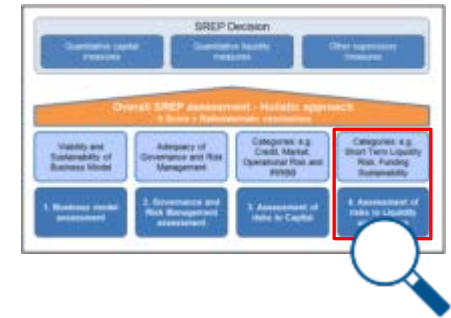 SREP Decision
Quantitative capital
measures
Quantitative liquidity
measures
Other supervisory
measures
Overall SREP assessment - Holistic approach
Viability and
Sustainability of
Business Model
Adequacy of
Governance and Risk
Management
Categories: e.g.
Credit, Market,
Operational Risk and
IRRBB
Categories: e.g.
Short Term Liquidity
Risk, Funding
Sustainability
1. Business model
assessment
2. Governance and
Risk Management
assessment
3. Assessment of
risks to Capital
4. Assessment of
risks to Liquidity